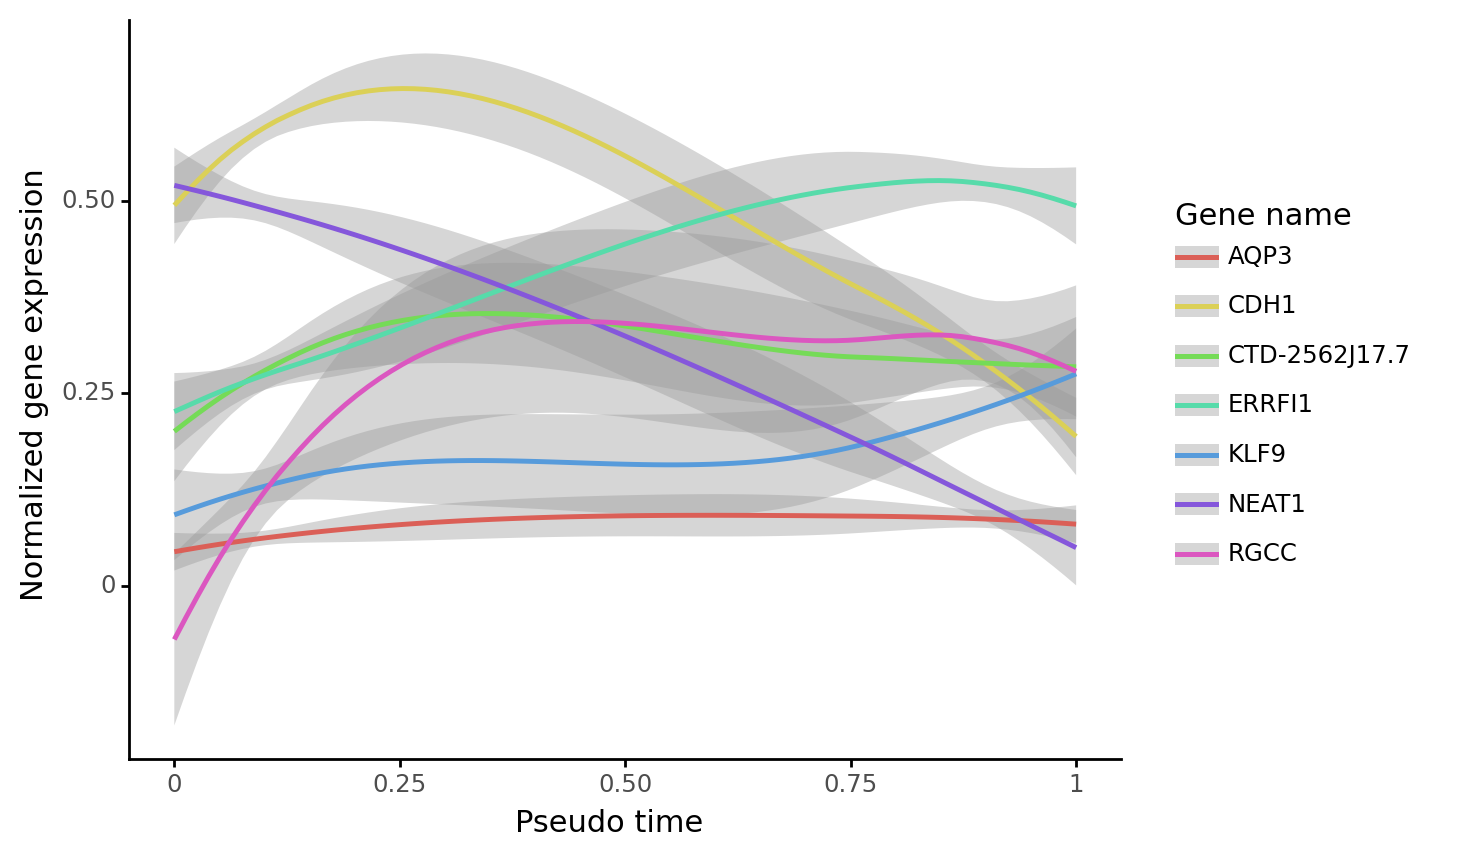 Normalized gene expression
0.50
0.25
0
0
0.25
0.50
0.75
1
Pseudo time
Gene name
AQP3
CDH1
CTD-2562J17.7
ERRFI1
KLF9
NEAT1
RGCC